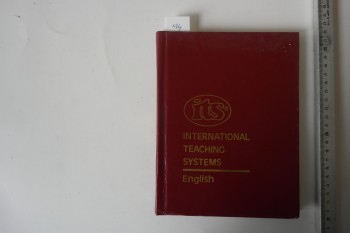 its
INTERNATIONAL
TEACHING
SYSTEMS
English